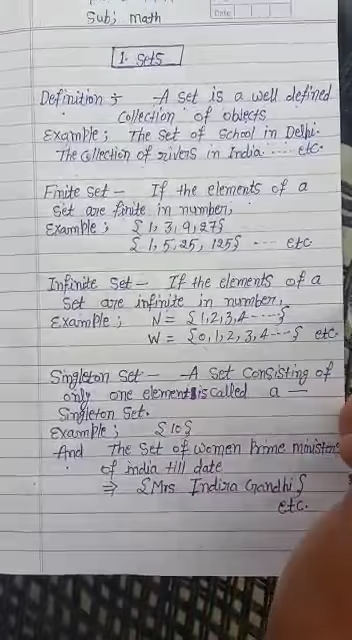 Date
Sub; math
1. Sets
Definition :- -A set is a well defined
collection of objects
Example; The set of school in Delhi.
The collection of rivers in India .... etc.
Finite set - If the elements of a
set are finite in number,
Example; {1, 3, 9, 27}
{1, 5, 25, 125} ---- etc
Infinite set - If the elements of a
set are infinite in number,
Example; N = {1,2,3,4-----}
W = {0,1,2,3,4---} etc.
Singleton set - -A set consisting of
only one element is called a —
Singleton set.
Example; {10}
-And The set of women prime minister
of india till date
⇒ {Mrs Indira Gandhi}
etc.